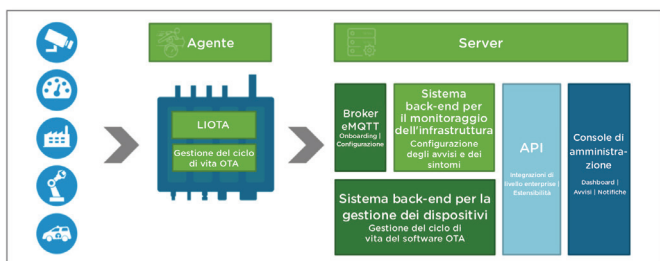 Agente
Server
LIOTA
Gestione del ciclo
di vita OTA
Broker
eMQTT
Onboarding |
Configurazione
Sistema
back-end per
il monitoraggio
dell'infrastruttura
Configurazione
degli avvisi e dei
sintomi
Sistema back-end per la
gestione dei dispositivi
Gestione del ciclo di
vita del software OTA
API
Integrazioni di
livello enterprise |
Estensibilità
Console di
amministra-
zione
Dashboard |
Avvisi | Notifiche